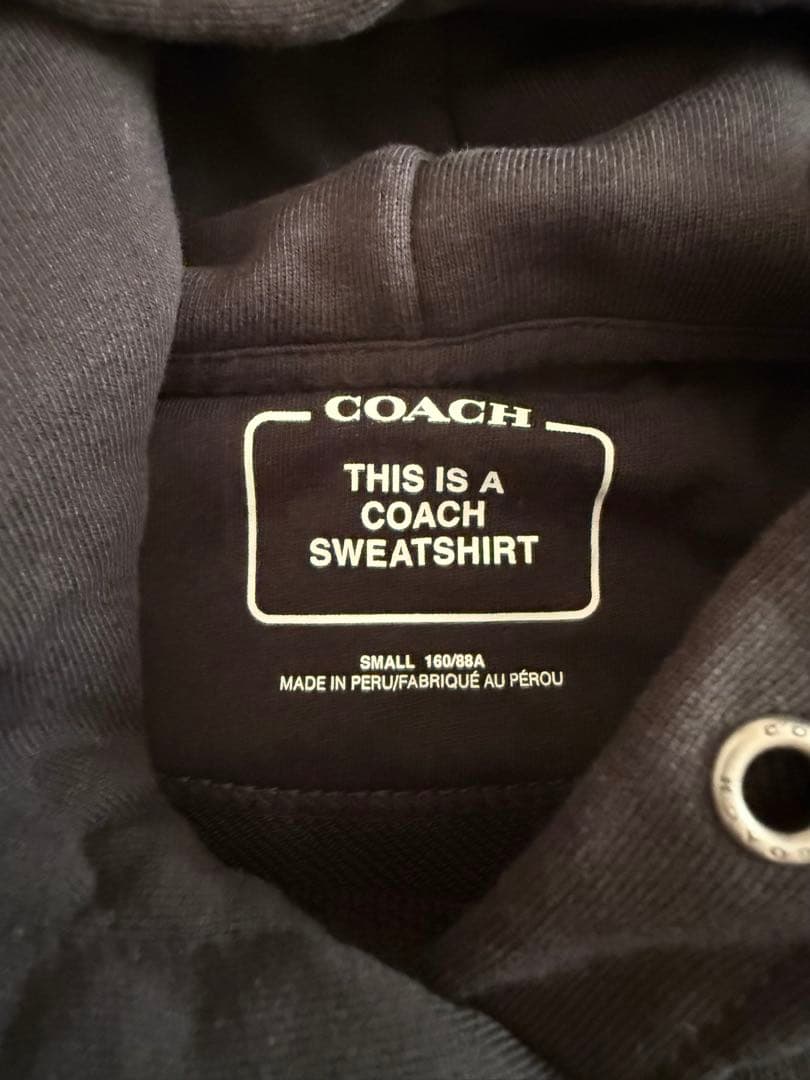 COACH
THIS IS A
COACH
SWEATSHIRT
SMALL 160/88A
MADE IN PERU/FABRIQUÉ AU PÉROU